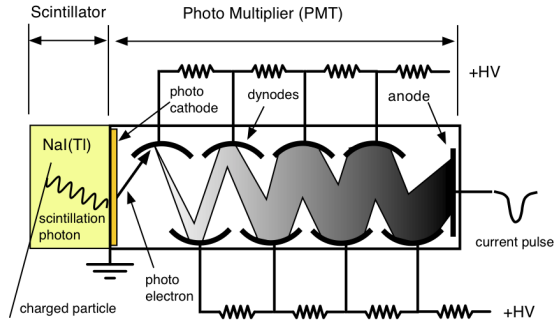 Scintillator
Photo Multiplier (PMT)
+HV
photo
cathode
dynodes
anode
NaI(Tl)
scintillation
photon
current pulse
photo
electron
charged particle
+HV